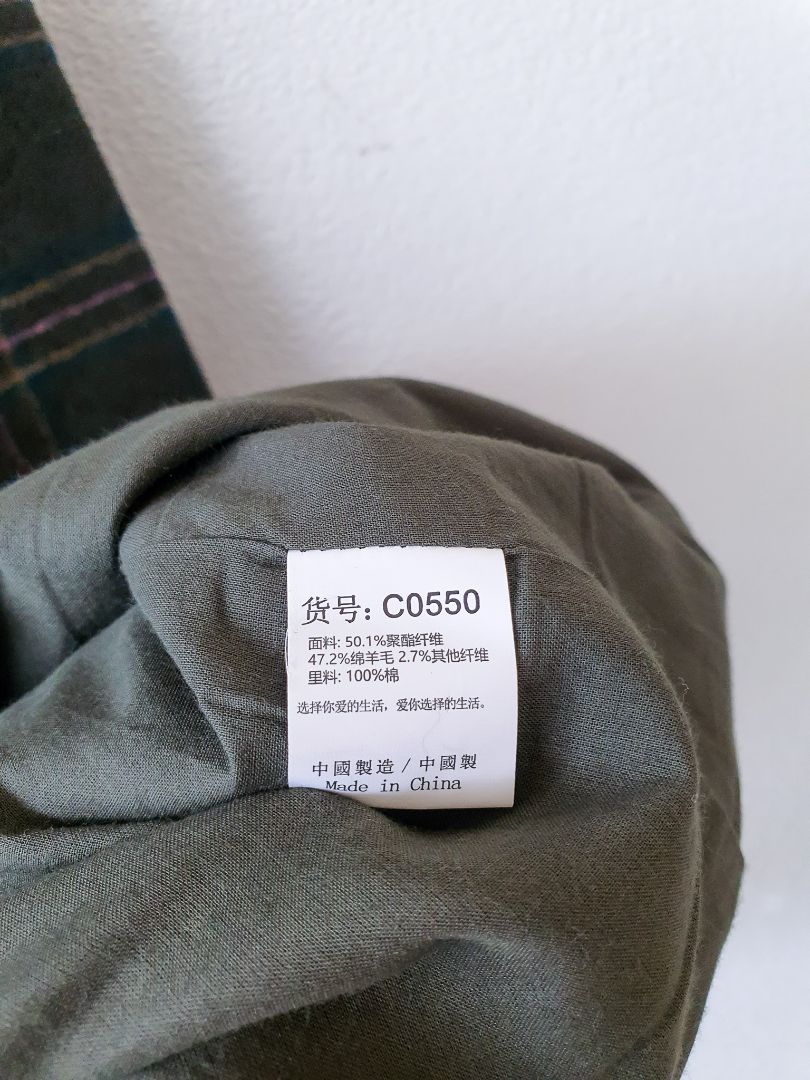 货号: C0550
面料: 50.1%聚酯纤维
47.2%绵羊毛 2.7%其他纤维
里料: 100%棉
选择你爱的生活，爱你选择的生活。
中國製造 / 中國製
Made in China